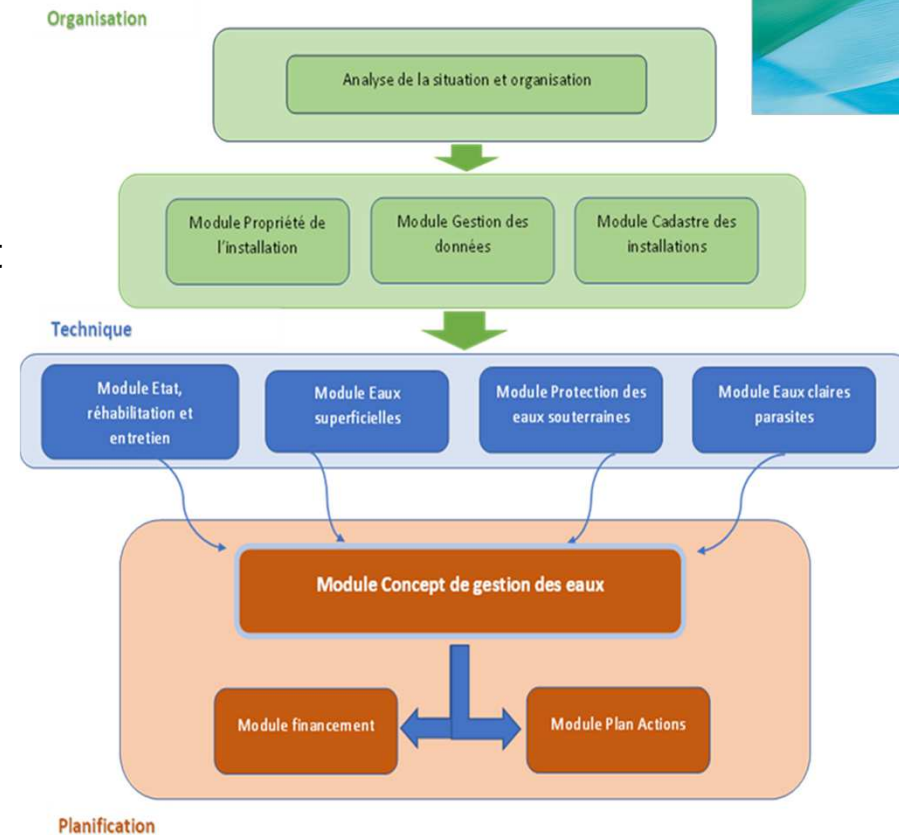 Organisation
Analyse de la situation et organisation
Module Propriété de
l'installation
Module Gestion des
données
Module Cadastre des
installations
Technique
Module Etat,
réhabilitation et
entretien
Module Eaux
superficielles
Module Protection des
eaux souterraines
Module Eaux claires
parasites
Module Concept de gestion des eaux
Module financement
Module Plan Actions
Planification